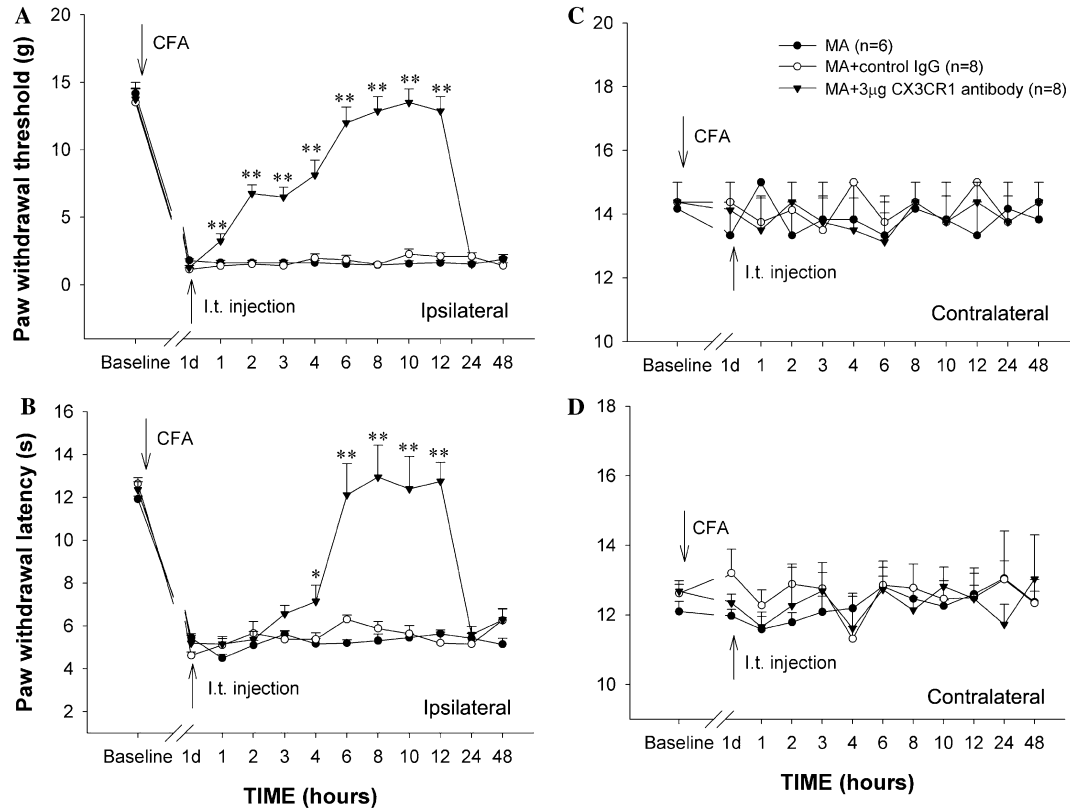 A
Paw withdrawal threshold (g)
20
15
10
5
0
CFA
**
**
**
**
**
**
**
**
I.t. injection
Ipsilateral
Baseline 1d 1 2 3 4 6 8 10 12 24 48
B
Paw withdrawal latency (s)
16
14
12
10
8
6
4
2
CFA
*
**
**
**
**
I.t. injection
Ipsilateral
Baseline 1d 1 2 3 4 6 8 10 12 24 48
TIME (hours)
C
20
18
16
14
12
10
MA (n=6)
MA+control IgG (n=8)
MA+3μg CX3CR1 antibody (n=8)
CFA
I.t. injection
Contralateral
Baseline 1d 1 2 3 4 6 8 10 12 24 48
D
18
16
14
12
10
CFA
I.t. injection
Contralateral
Baseline 1d 1 2 3 4 6 8 10 12 24 48
TIME (hours)